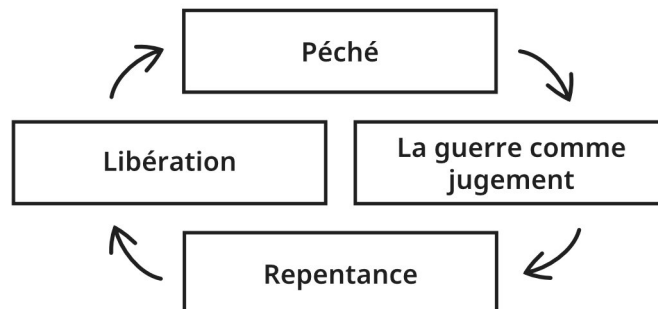 Péché
Libération
La guerre comme
jugement
Repentance